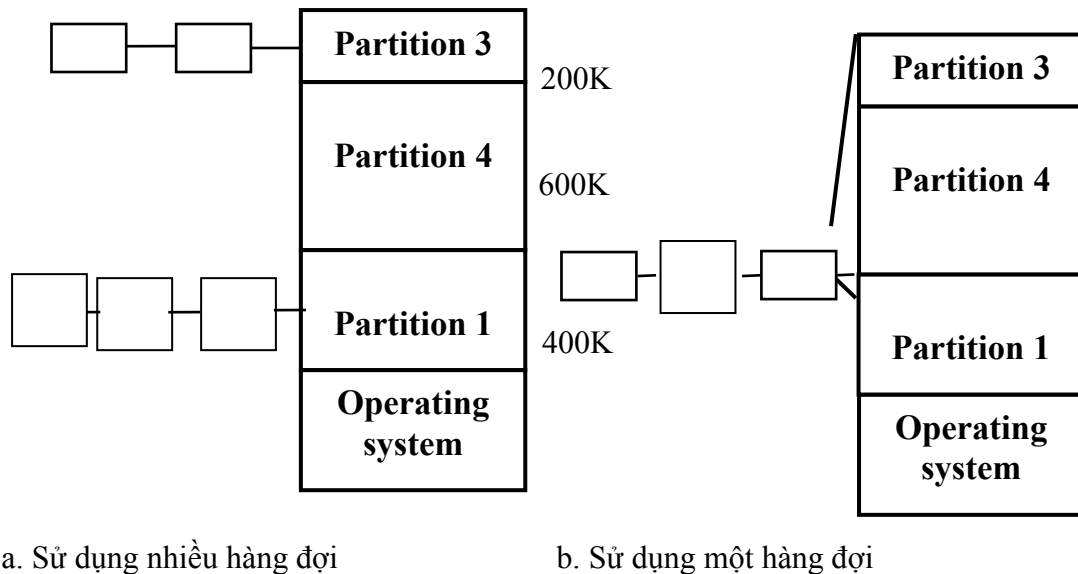 Partition 3
200K
Partition 4
600K
Partition 1
400K
Operating
system
Partition 3
Partition 4
Partition 1
Operating
system
a. Sử dụng nhiều hàng đợi
b. Sử dụng một hàng đợi